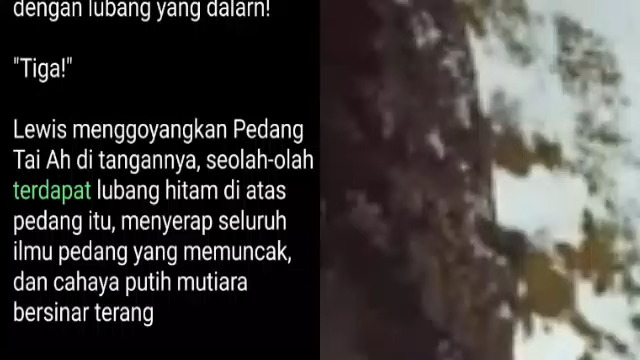 dengan lubang yang dalarn!
"Tiga!"
Lewis menggoyangkan Pedang
Tai Ah di tangannya, seolah-olah
terdapat lubang hitam di atas
pedang itu, menyerap seluruh
ilmu pedang yang memuncak,
dan cahaya putih mutiara
bersinar terang